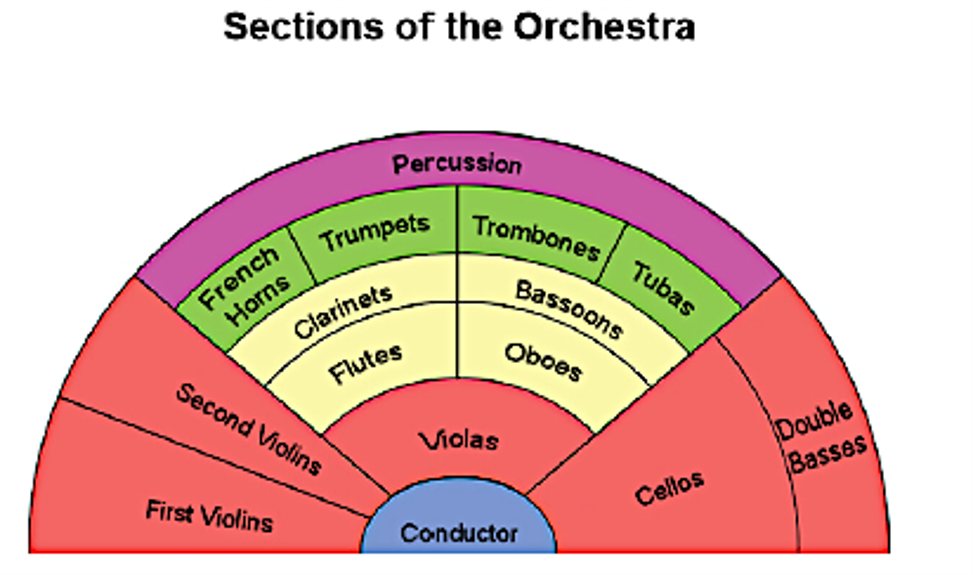 Sections of the Orchestra
Percussion
French
Horns
Trumpets
Trombones
Tubas
Clarinets
Bassoons
Flutes
Oboes
Second Violins
Violas
Double
Basses
Cellos
First Violins
Conductor